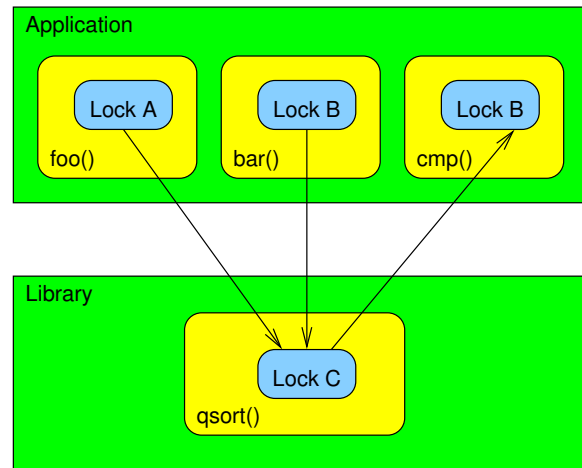 Application
Lock A
Lock B
Lock B
foo()
bar()
cmp()
Library
Lock C
qsort()